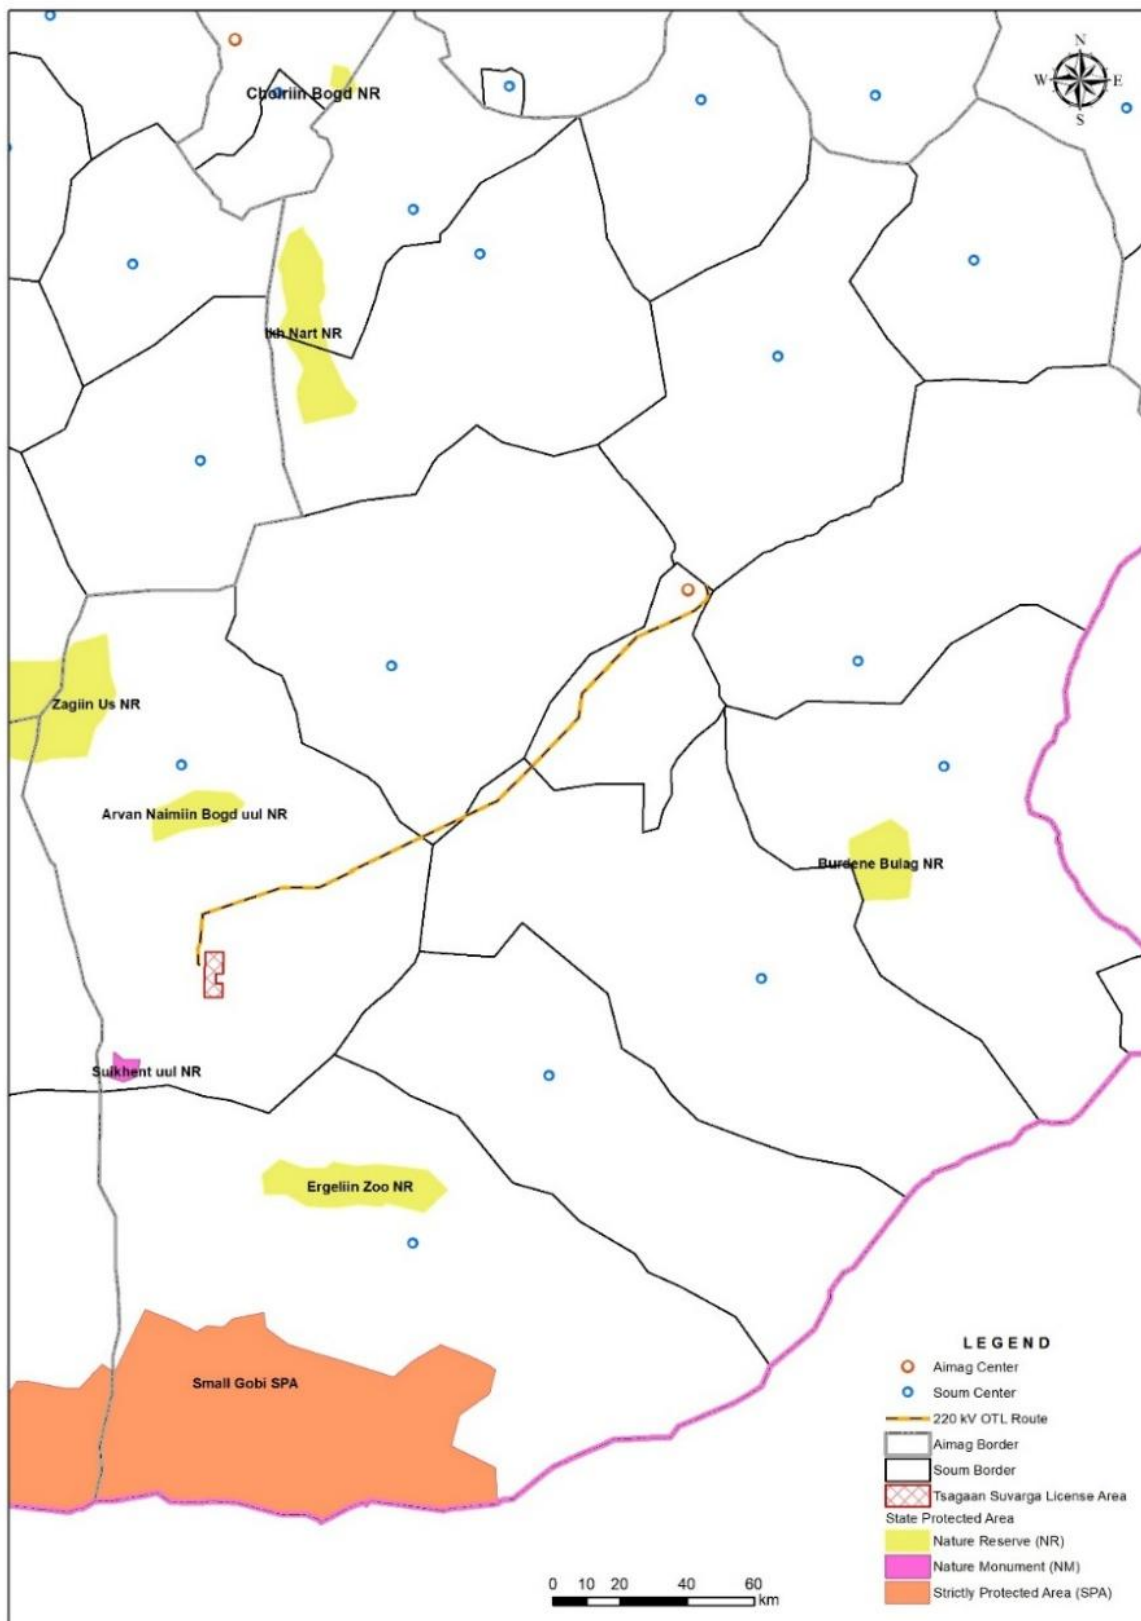 N
W E
S
Choiriin Bogd NR
Ikh Nart NR
Zagiin Us NR
Arvan Naimiin Bogd uul NR
Burdene Bulag NR
Suikhent uul NR
Ergeliin Zoo NR
Small Gobi SPA
LEGEND
Aimag Center
Soum Center
220 kV OTL Route
Aimag Border
Soum Border
Tsagaan Suvarga License Area
State Protected Area
Nature Reserve (NR)
Nature Monument (NM)
Strictly Protected Area (SPA)
0 10 20 40 60
km